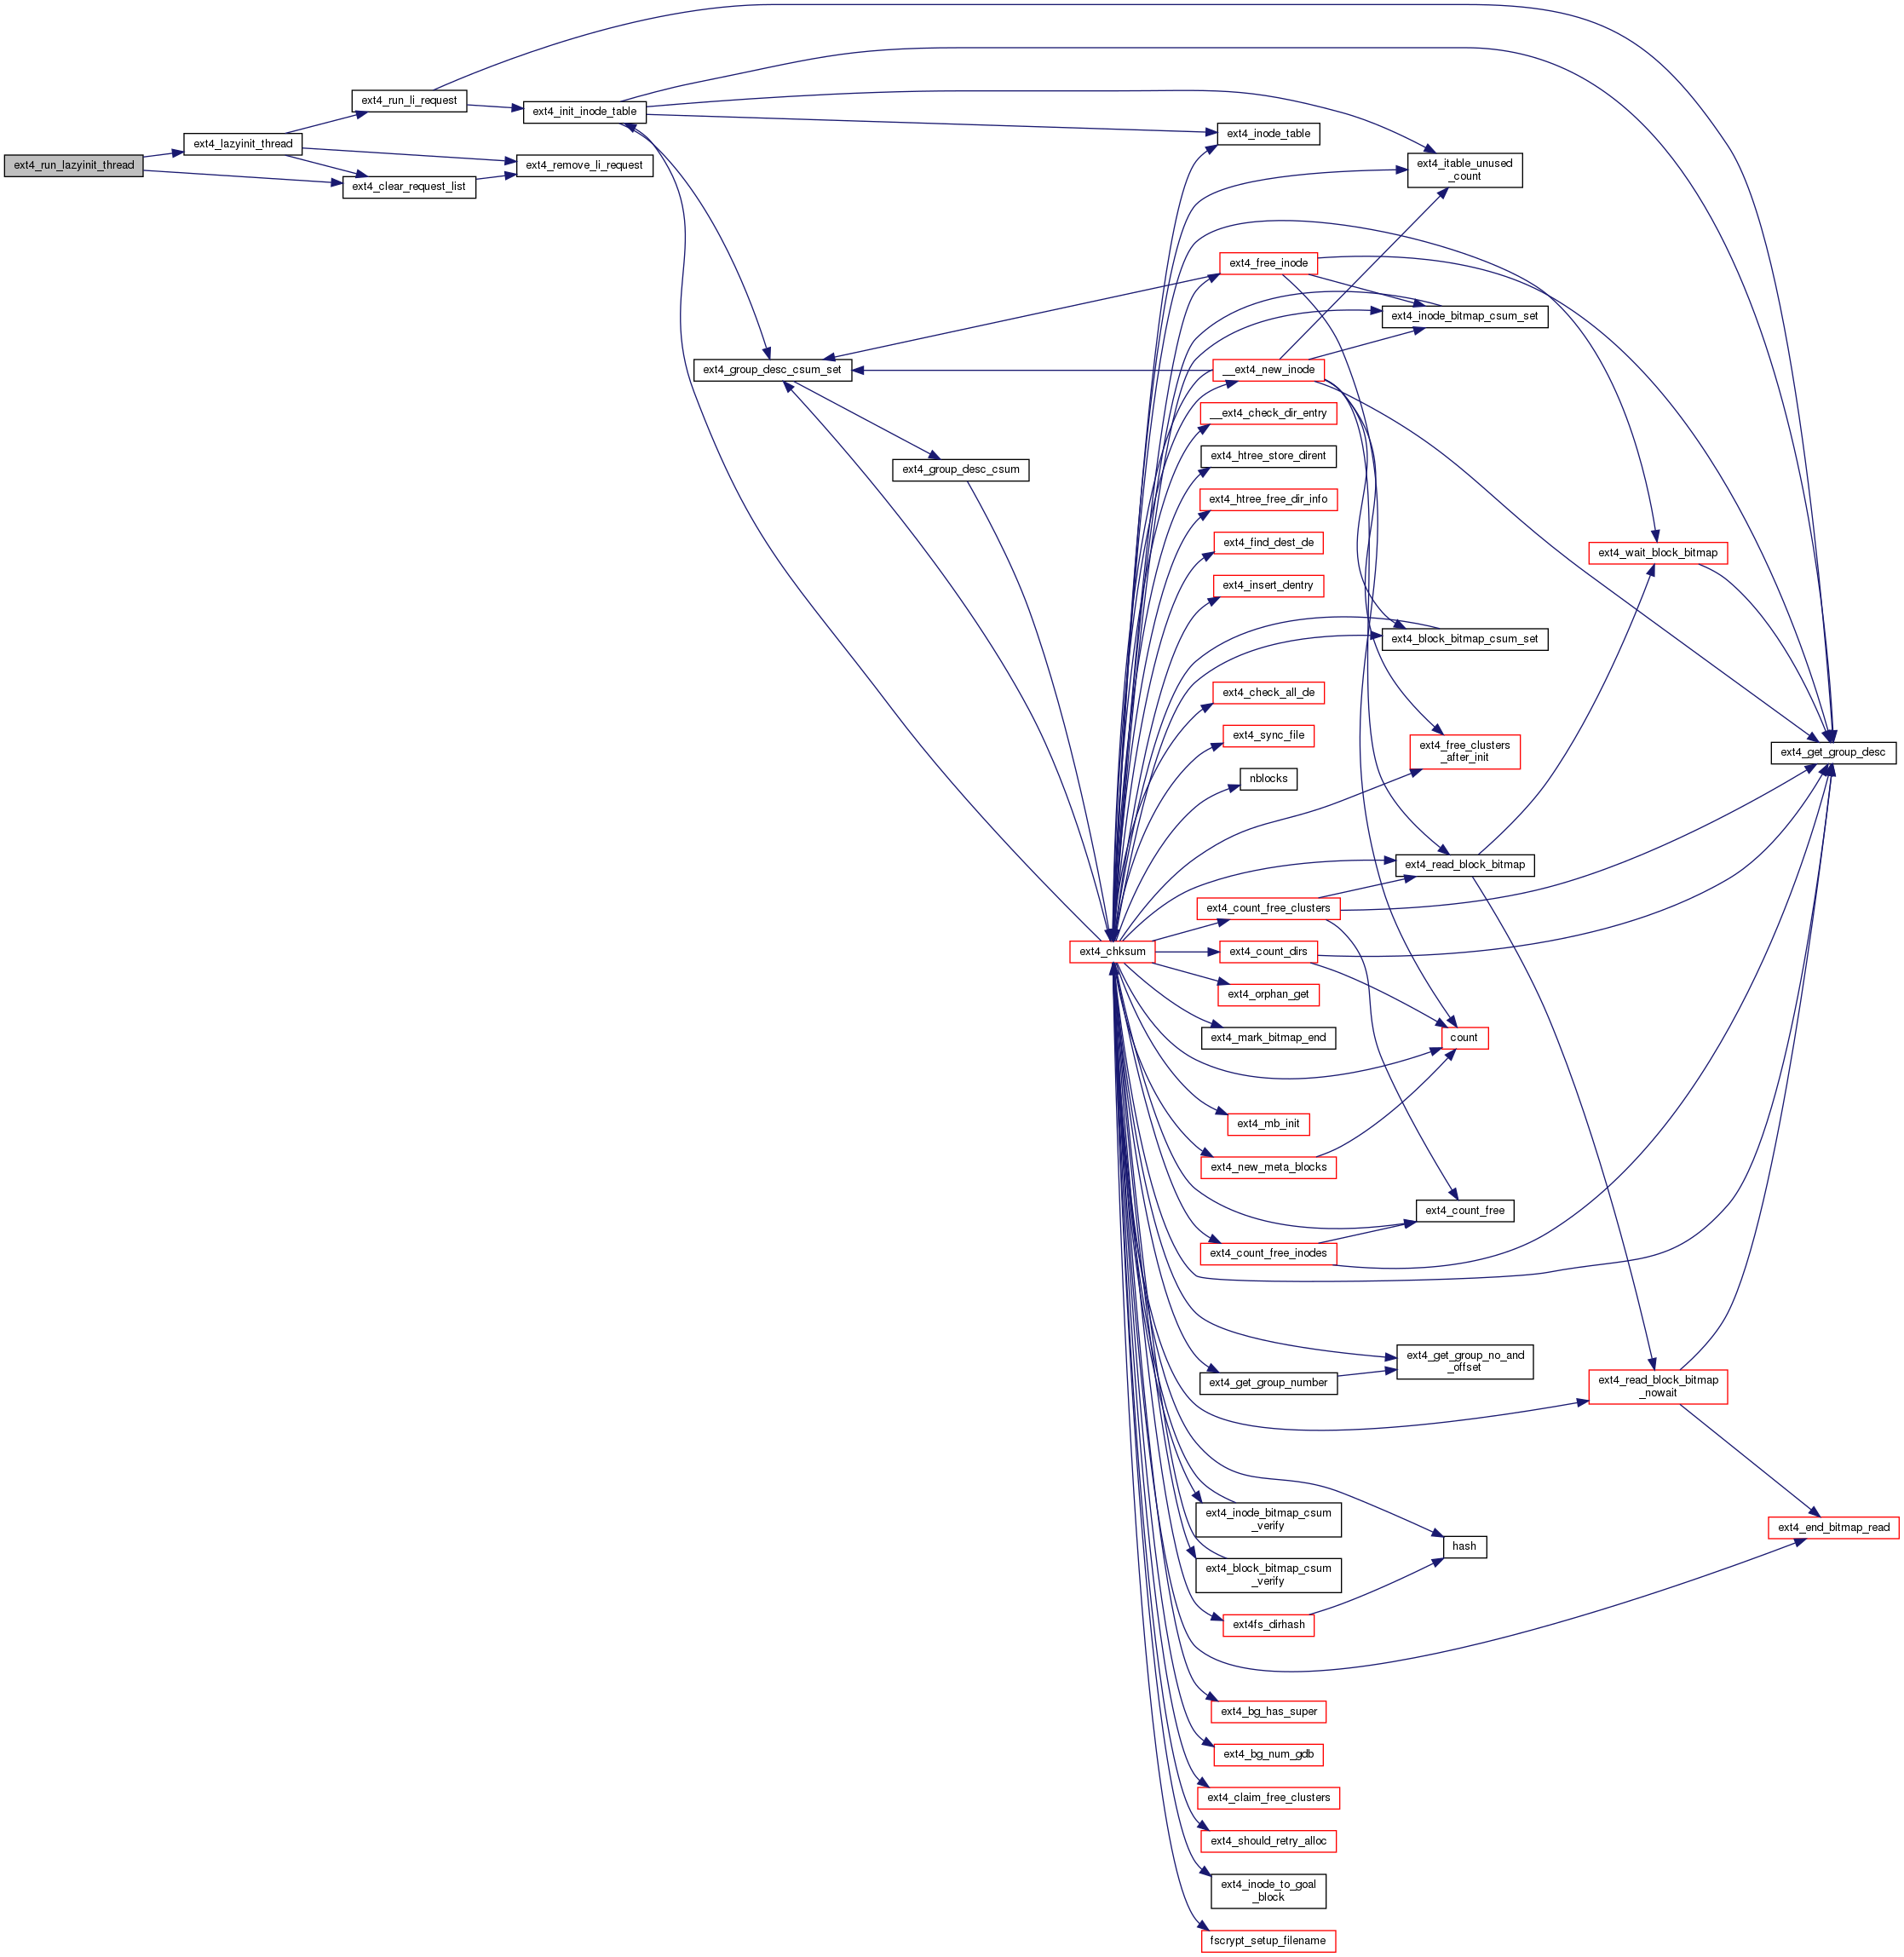 ext4_run_li_request
ext4_init_inode_table
ext4_inode_table
ext4_lazyinit_thread
ext4_run_lazyinit_thread
ext4_remove_li_request
ext4_itable_unused
_count
ext4_clear_request_list
ext4_free_inode
ext4_inode_bitmap_csum_set
ext4_group_desc_csum_set
__ext4_new_inode
__ext4_check_dir_entry
ext4_htree_store_dirent
ext4_group_desc_csum
ext4_htree_free_dir_info
ext4_find_dest_de
ext4_wait_block_bitmap
ext4_insert_dentry
ext4_block_bitmap_csum_set
ext4_check_all_de
ext4_sync_file
ext4_free_clusters
_after_init
ext4_get_group_desc
nblocks
ext4_read_block_bitmap
ext4_count_free_clusters
ext4_chksum
ext4_count_dirs
ext4_orphan_get
ext4_mark_bitmap_end
count
ext4_mb_init
ext4_new_meta_blocks
ext4_count_free
ext4_count_free_inodes
ext4_get_group_no_and
_offset
ext4_get_group_number
ext4_read_block_bitmap
_nowait
ext4_inode_bitmap_csum
_verify
ext4_end_bitmap_read
hash
ext4_block_bitmap_csum
_verify
ext4fs_dirhash
ext4_bg_has_super
ext4_bg_num_gdb
ext4_claim_free_clusters
ext4_should_retry_alloc
ext4_inode_to_goal
_block
fscrypt_setup_filename